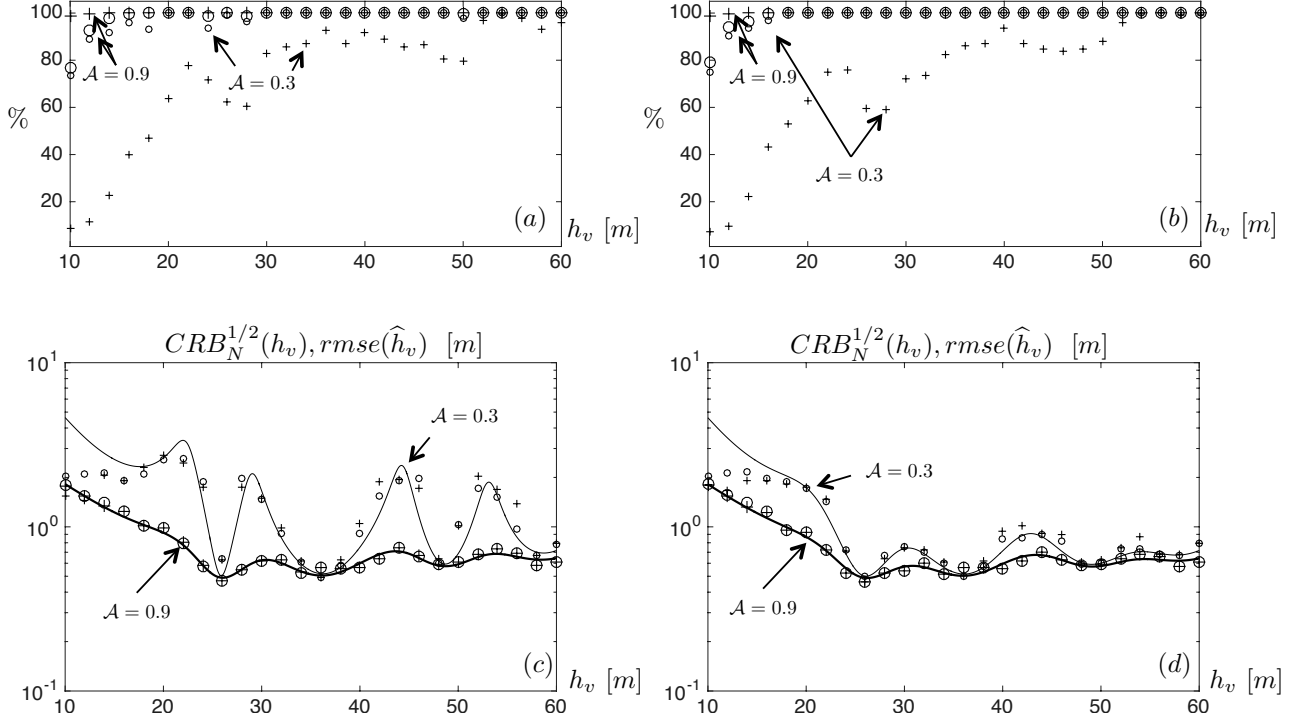 100
80
60
40
20
%
𝒜 = 0.9
𝒜 = 0.3
(a)
h_v [m]
10 20 30 40 50 60
100
80
60
40
20
%
𝒜 = 0.9
𝒜 = 0.3
(b)
h_v [m]
10 20 30 40 50 60
CRB_N^{1/2}(h_v), rmse(\widehat{h}_v) [m]
10^1
10^0
10^{-1}
𝒜 = 0.3
𝒜 = 0.9
(c)
h_v [m]
10 20 30 40 50 60
CRB_N^{1/2}(h_v), rmse(\widehat{h}_v) [m]
10^1
10^0
10^{-1}
𝒜 = 0.3
𝒜 = 0.9
(d)
h_v [m]
10 20 30 40 50 60